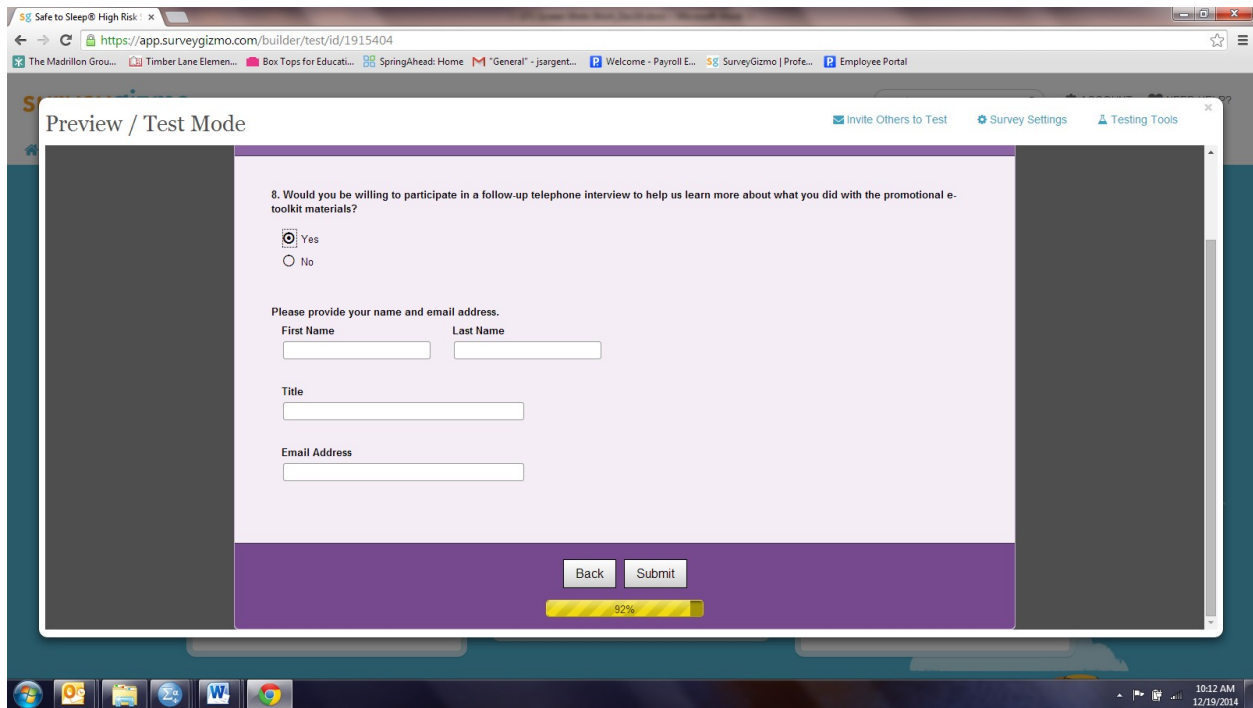 Sg Safe to Sleep® High Risk
https://app.surveygizmo.com/builder/test/id/1915404
The Madrillon Grou... Timber Lane Elemen... Box Tops for Educati... SpringAhead: Home "General" - jsargent... Welcome - Payroll E... Sg SurveyGizmo | Profe... Employee Portal
Preview / Test Mode
Invite Others to Test Survey Settings Testing Tools
8. Would you be willing to participate in a follow-up telephone interview to help us learn more about what you did with the promotional e-
toolkit materials?
Yes
No
Please provide your name and email address.
First Name Last Name
Title
Email Address
Back Submit
92%
10:12 AM
12/19/2014